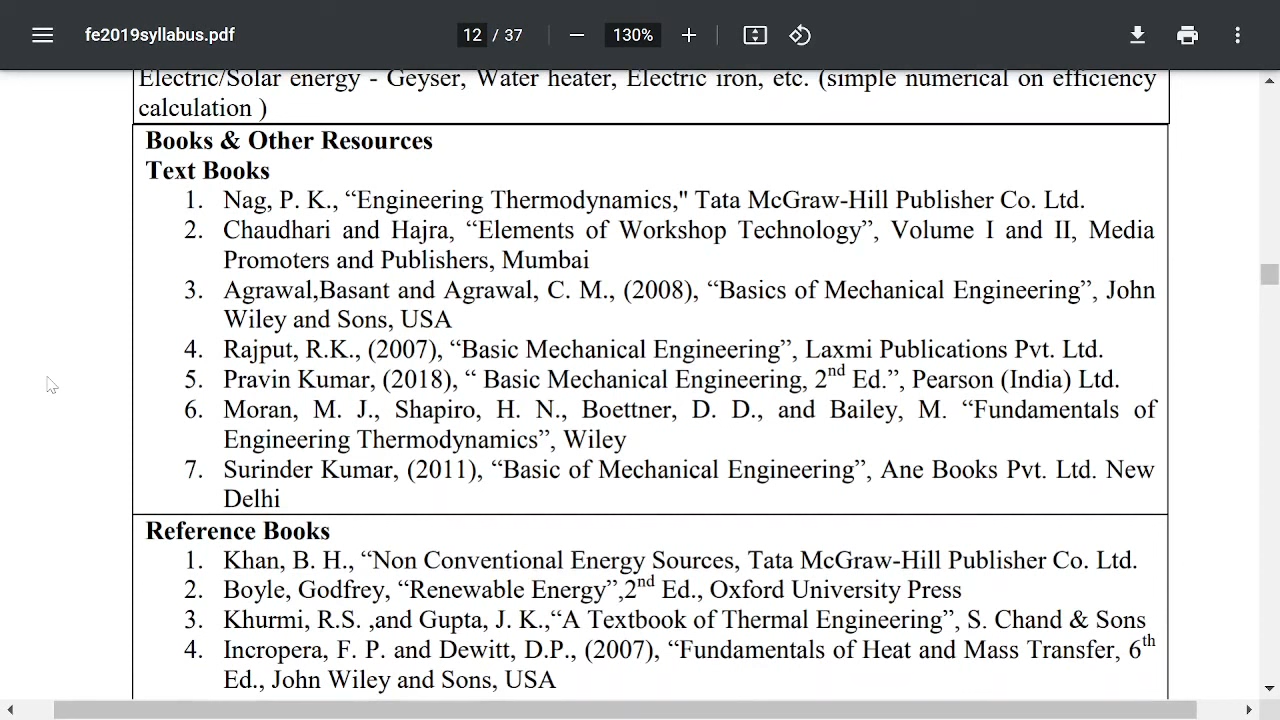 fe2019syllabus.pdf 12 / 37 130%
Electric/Solar energy - Geyser, Water heater, Electric iron, etc. (simple numerical on efficiency
calculation )
Books & Other Resources
Text Books
1. Nag, P. K., “Engineering Thermodynamics," Tata McGraw-Hill Publisher Co. Ltd.
2. Chaudhari and Hajra, “Elements of Workshop Technology”, Volume I and II, Media
Promoters and Publishers, Mumbai
3. Agrawal,Basant and Agrawal, C. M., (2008), “Basics of Mechanical Engineering”, John
Wiley and Sons, USA
4. Rajput, R.K., (2007), “Basic Mechanical Engineering”, Laxmi Publications Pvt. Ltd.
5. Pravin Kumar, (2018), “ Basic Mechanical Engineering, 2nd Ed.”, Pearson (India) Ltd.
6. Moran, M. J., Shapiro, H. N., Boettner, D. D., and Bailey, M. “Fundamentals of
Engineering Thermodynamics”, Wiley
7. Surinder Kumar, (2011), “Basic of Mechanical Engineering”, Ane Books Pvt. Ltd. New
Delhi
Reference Books
1. Khan, B. H., “Non Conventional Energy Sources, Tata McGraw-Hill Publisher Co. Ltd.
2. Boyle, Godfrey, “Renewable Energy”,2nd Ed., Oxford University Press
3. Khurmi, R.S. ,and Gupta, J. K.,“A Textbook of Thermal Engineering”, S. Chand & Sons
4. Incropera, F. P. and Dewitt, D.P., (2007), “Fundamentals of Heat and Mass Transfer, 6th
Ed., John Wiley and Sons, USA